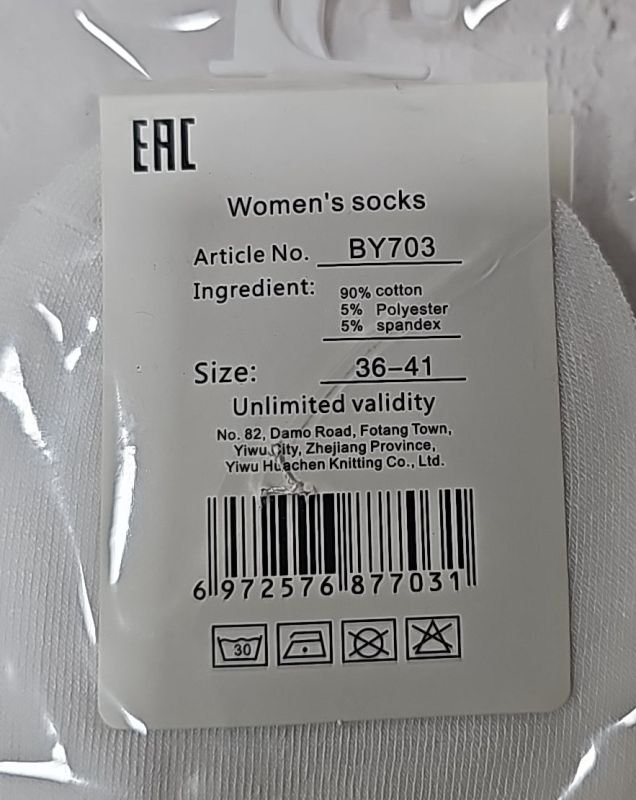 EAC
Women's socks
Article No. BY703
Ingredient: 90% cotton
5% Polyester
5% spandex
Size: 36-41
Unlimited validity
No. 82, Damo Road, Fotang Town,
Yiwu City, Zhejiang Province,
Yiwu Huachen Knitting Co., Ltd.
6 972576 877031
30